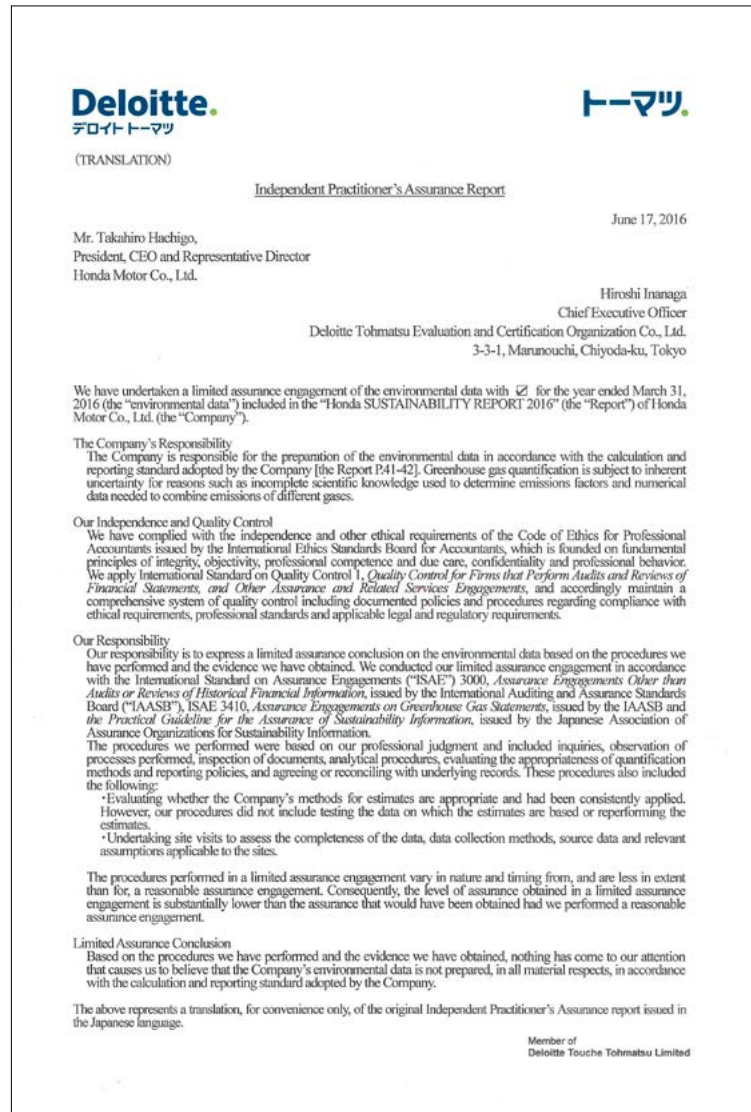 Deloitte.
デロイト トーマツ
トーマツ.
(TRANSLATION)
Independent Practitioner's Assurance Report
June 17, 2016
Mr. Takahiro Hachigo,
President, CEO and Representative Director
Honda Motor Co., Ltd.
Hiroshi Inanaga
Chief Executive Officer
Deloitte Tohmatsu Evaluation and Certification Organization Co., Ltd.
3-3-1, Marunouchi, Chiyoda-ku, Tokyo
We have undertaken a limited assurance engagement of the environmental data with ☑ for the year ended March 31,
2016 (the "environmental data") included in the "Honda SUSTAINABILITY REPORT 2016" (the "Report") of Honda
Motor Co., Ltd. (the "Company").
The Company's Responsibility
The Company is responsible for the preparation of the environmental data in accordance with the calculation and
reporting standard adopted by the Company [the Report P.41-42]. Greenhouse gas quantification is subject to inherent
uncertainty for reasons such as incomplete scientific knowledge used to determine emissions factors and numerical
data needed to combine emissions of different gases.
Our Independence and Quality Control
We have complied with the independence and other ethical requirements of the Code of Ethics for Professional
Accountants issued by the International Ethics Standards Board for Accountants, which is founded on fundamental
principles of integrity, objectivity, professional competence and due care, confidentiality and professional behavior.
We apply International Standard on Quality Control 1, Quality Control for Firms that Perform Audits and Reviews of
Financial Statements, and Other Assurance and Related Services Engagements, and accordingly maintain a
comprehensive system of quality control including documented policies and procedures regarding compliance with
ethical requirements, professional standards and applicable legal and regulatory requirements.
Our Responsibility
Our responsibility is to express a limited assurance conclusion on the environmental data based on the procedures we
have performed and the evidence we have obtained. We conducted our limited assurance engagement in accordance
with the International Standard on Assurance Engagements ("ISAE") 3000, Assurance Engagements Other than
Audits or Reviews of Historical Financial Information, issued by the International Auditing and Assurance Standards
Board ("IAASB"), ISAE 3410, Assurance Engagements on Greenhouse Gas Statements, issued by the IAASB and
the Practical Guideline for the Assurance of Sustainability Information, issued by the Japanese Association of
Assurance Organizations for Sustainability Information.
The procedures we performed were based on our professional judgment and included inquiries, observation of
processes performed, inspection of documents, analytical procedures, evaluating the appropriateness of quantification
methods and reporting policies, and agreeing or reconciling with underlying records. These procedures also included
the following:
・Evaluating whether the Company's methods for estimates are appropriate and had been consistently applied.
However, our procedures did not include testing the data on which the estimates are based or reperforming the
estimates.
・Undertaking site visits to assess the completeness of the data, data collection methods, source data and relevant
assumptions applicable to the sites.
The procedures performed in a limited assurance engagement vary in nature and timing from, and are less in extent
than for, a reasonable assurance engagement. Consequently, the level of assurance obtained in a limited assurance
engagement is substantially lower than the assurance that would have been obtained had we performed a reasonable
assurance engagement.
Limited Assurance Conclusion
Based on the procedures we have performed and the evidence we have obtained, nothing has come to our attention
that causes us to believe that the Company's environmental data is not prepared, in all material respects, in accordance
with the calculation and reporting standard adopted by the Company.
The above represents a translation, for convenience only, of the original Independent Practitioner's Assurance report issued in
the Japanese language.
Member of
Deloitte Touche Tohmatsu Limited